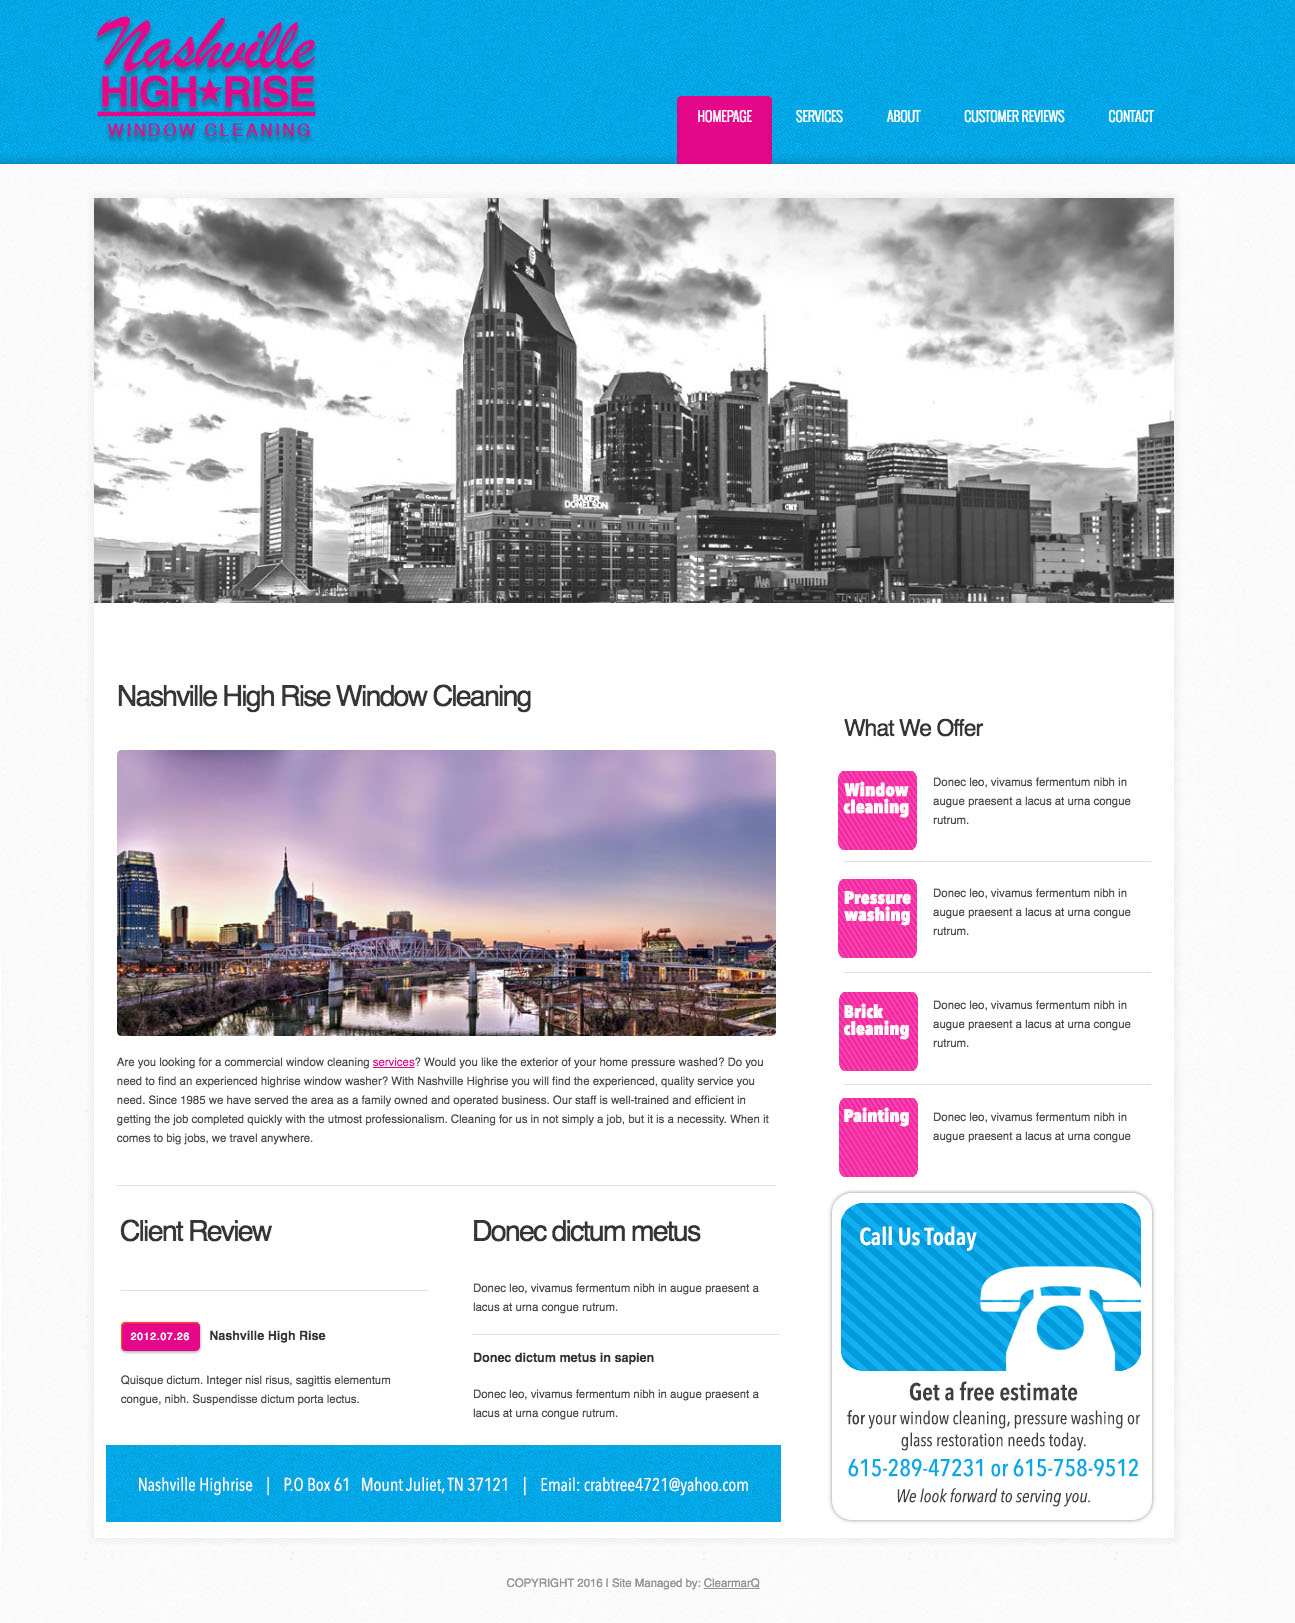 Nashville
HIGH★RISE
WINDOW CLEANING
HOMEPAGE SERVICES ABOUT CUSTOMER REVIEWS CONTACT
at&t
BAKER
DONELSON
Source
CMT
Nashville High Rise Window Cleaning
Are you looking for a commercial window cleaning services? Would you like the exterior of your home pressure washed? Do you
need to find an experienced highrise window washer? With Nashville Highrise you will find the experienced, quality service you
need. Since 1985 we have served the area as a family owned and operated business. Our staff is well-trained and efficient in
getting the job completed quickly with the utmost professionalism. Cleaning for us in not simply a job, but it is a necessity. When it
comes to big jobs, we travel anywhere.
Client Review
2012.07.26 Nashville High Rise
Quisque dictum. Integer nisl risus, sagittis elementum
congue, nibh. Suspendisse dictum porta lectus.
Donec dictum metus
Donec leo, vivamus fermentum nibh in augue praesent a
lacus at urna congue rutrum.
Donec dictum metus in sapien
Donec leo, vivamus fermentum nibh in augue praesent a
lacus at urna congue rutrum.
Nashville Highrise | P.O Box 61 Mount Juliet, TN 37121 | Email: crabtree4721@yahoo.com
What We Offer
Window
cleaning
Donec leo, vivamus fermentum nibh in
augue praesent a lacus at urna congue
rutrum.
Pressure
washing
Donec leo, vivamus fermentum nibh in
augue praesent a lacus at urna congue
rutrum.
Brick
cleaning
Donec leo, vivamus fermentum nibh in
augue praesent a lacus at urna congue
rutrum.
Painting
Donec leo, vivamus fermentum nibh in
augue praesent a lacus at urna congue
Call Us Today
Get a free estimate
for your window cleaning, pressure washing or
glass restoration needs today.
615-289-47231 or 615-758-9512
We look forward to serving you.
COPYRIGHT 2016 I Site Managed by: ClearmarQ